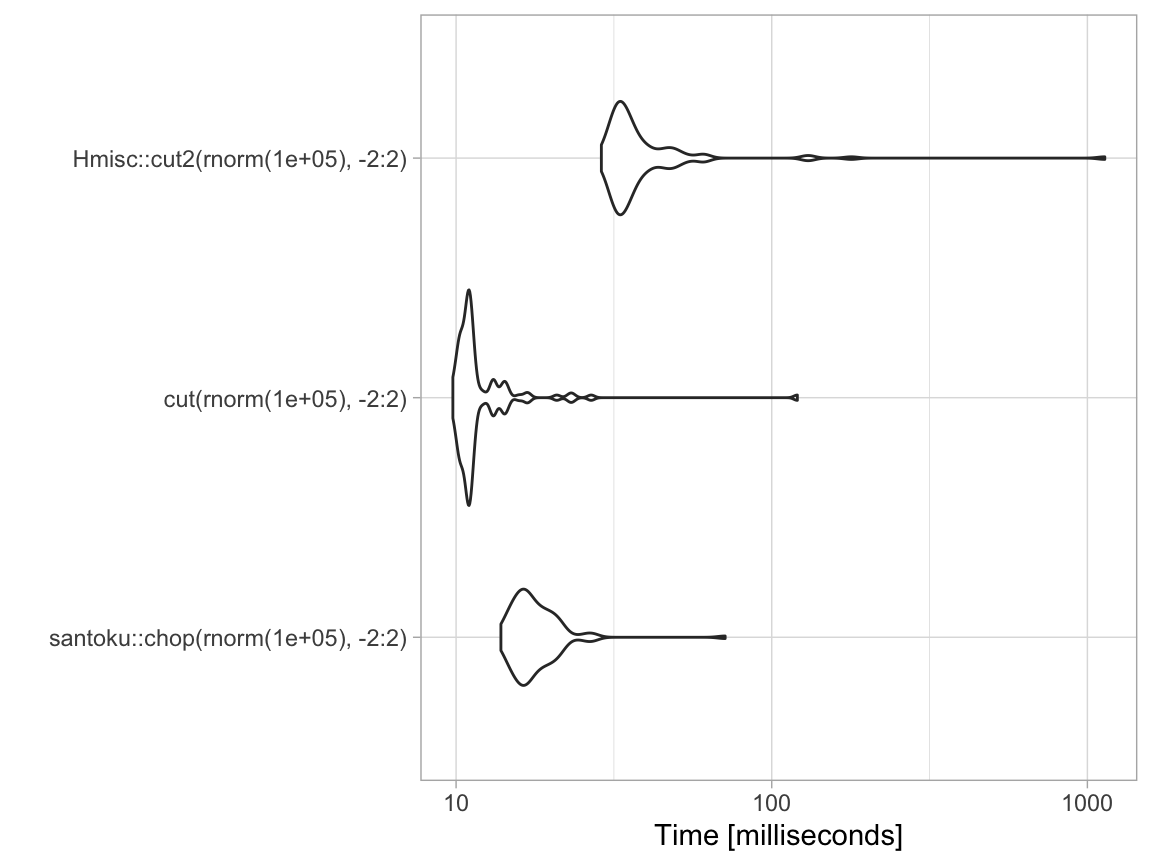 Hmisc::cut2(rnorm(1e+05), -2:2)
cut(rnorm(1e+05), -2:2)
santoku::chop(rnorm(1e+05), -2:2)
10 100 1000
Time [milliseconds]